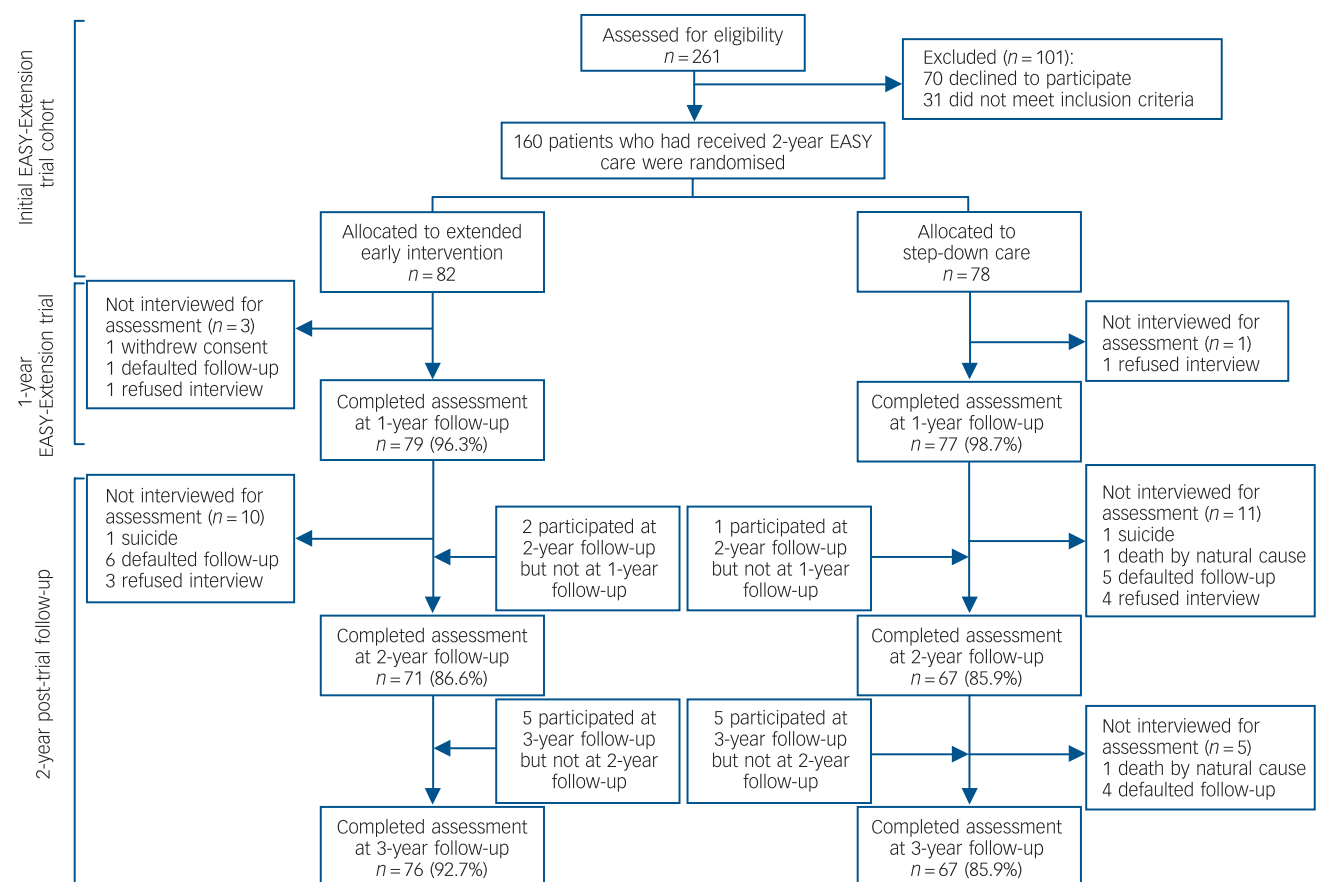 Assessed for eligibility
n=261
Excluded (n=101):
70 declined to participate
31 did not meet inclusion criteria
160 patients who had received 2-year EASY
care were randomised
Initial EASY-Extension
trial cohort
Allocated to extended
early intervention
n=82
Allocated to
step-down care
n=78
1-year
EASY-Extension trial
Not interviewed for
assessment (n=3)
1 withdrew consent
1 defaulted follow-up
1 refused interview
Not interviewed for
assessment (n=1)
1 refused interview
Completed assessment
at 1-year follow-up
n=79 (96.3%)
Completed assessment
at 1-year follow-up
n=77 (98.7%)
2-year post-trial follow-up
Not interviewed for
assessment (n=10)
1 suicide
6 defaulted follow-up
3 refused interview
2 participated at
2-year follow-up
but not at 1-year
follow-up
1 participated at
2-year follow-up
but not at 1-year
follow-up
Not interviewed for
assessment (n=11)
1 suicide
1 death by natural cause
5 defaulted follow-up
4 refused interview
Completed assessment
at 2-year follow-up
n=71 (86.6%)
Completed assessment
at 2-year follow-up
n=67 (85.9%)
5 participated at
3-year follow-up
but not at 2-year
follow-up
5 participated at
3-year follow-up
but not at 2-year
follow-up
Not interviewed for
assessment (n=5)
1 death by natural cause
4 defaulted follow-up
Completed assessment
at 3-year follow-up
n=76 (92.7%)
Completed assessment
at 3-year follow-up
n=67 (85.9%)